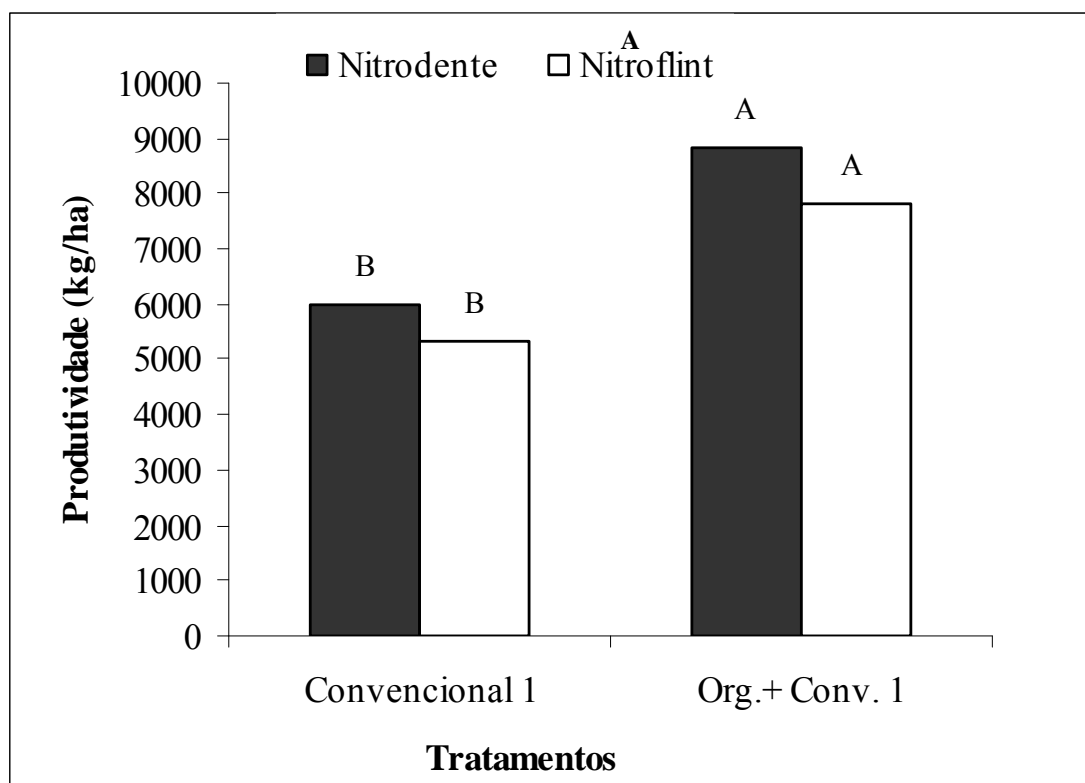 A
Nitrodente Nitroflint
10000
9000
8000
7000
6000
5000
4000
3000
2000
1000
0
Produtividade (kg/ha)
B
B
A
A
Convencional 1 Org.+ Conv. 1
Tratamentos